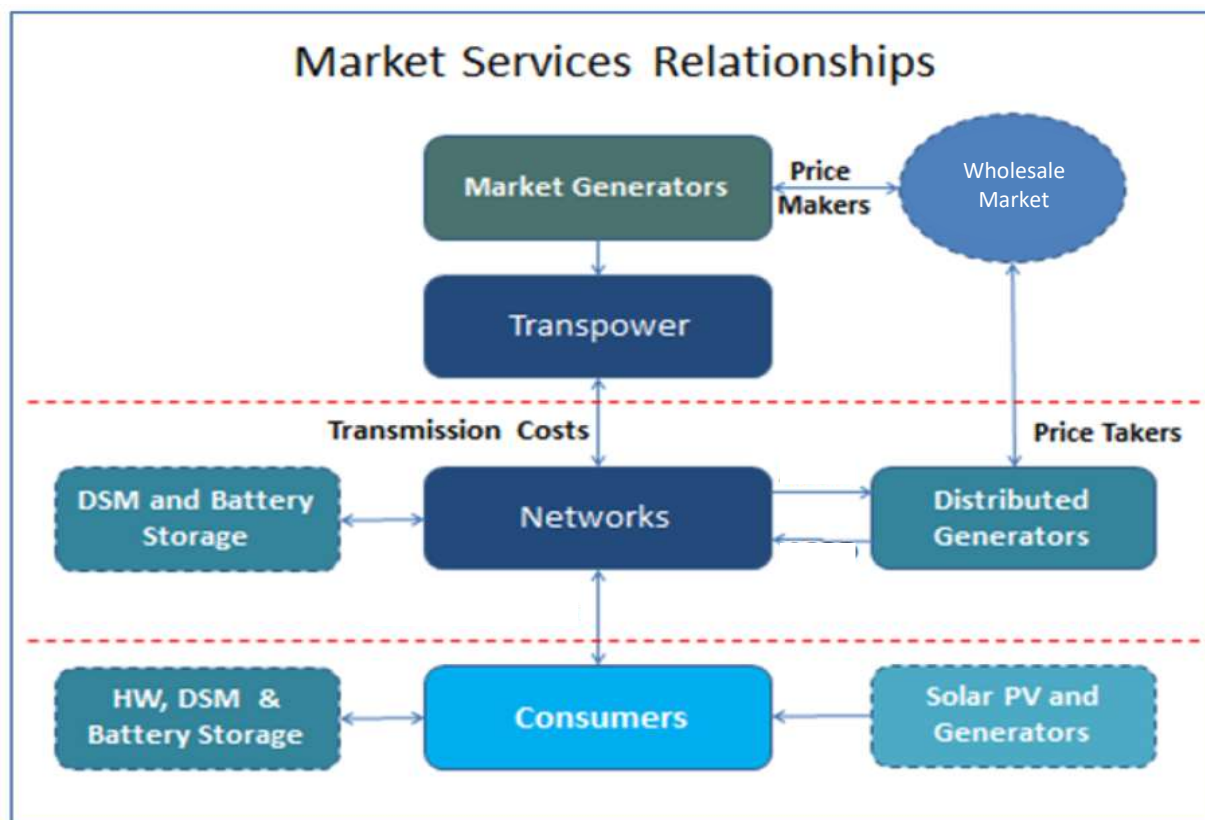 Market Services Relationships
Market Generators
Price
Makers
Wholesale
Market
Transpower
Transmission Costs
Price Takers
DSM and Battery
Storage
Networks
Distributed
Generators
HW, DSM &
Battery Storage
Consumers
Solar PV and
Generators